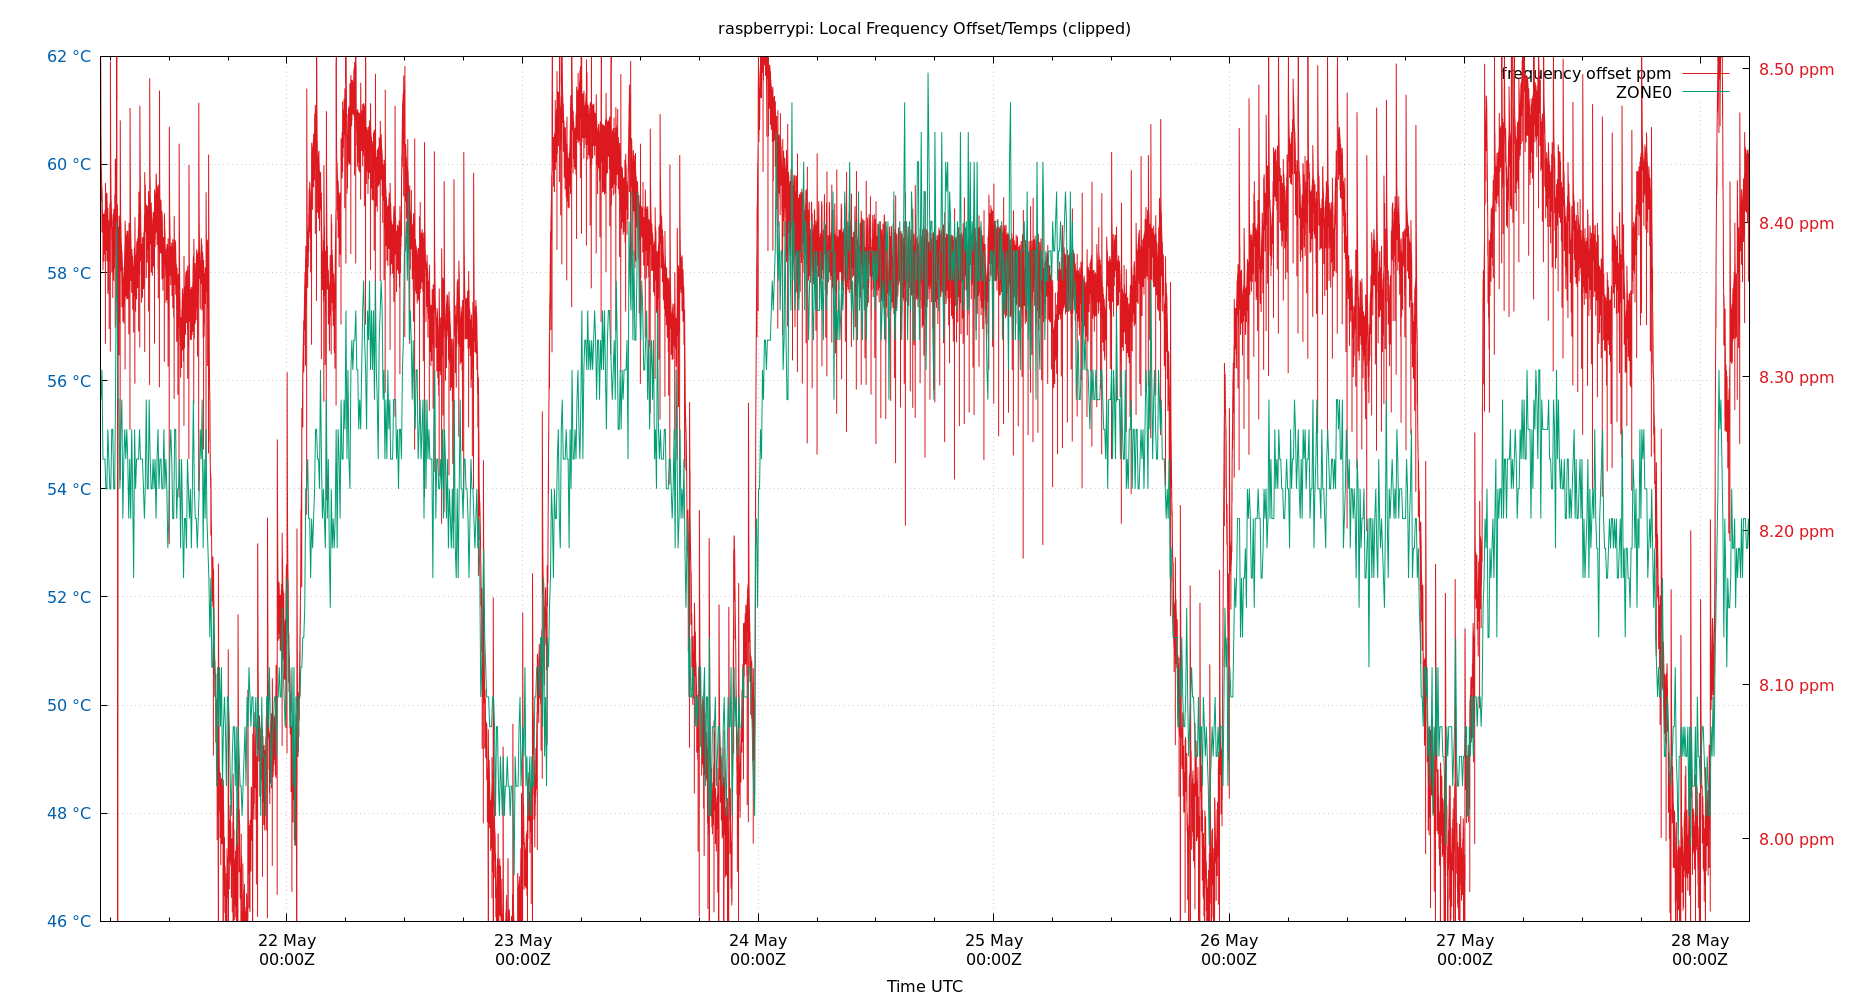 raspberrypi: Local Frequency Offset/Temps (clipped)
62 °C
60 °C
58 °C
56 °C
54 °C
52 °C
50 °C
48 °C
46 °C
frequency offset ppm
ZONE0
8.50 ppm
8.40 ppm
8.30 ppm
8.20 ppm
8.10 ppm
8.00 ppm
22 May
00:00Z
23 May
00:00Z
24 May
00:00Z
25 May
00:00Z
26 May
00:00Z
27 May
00:00Z
28 May
00:00Z
Time UTC